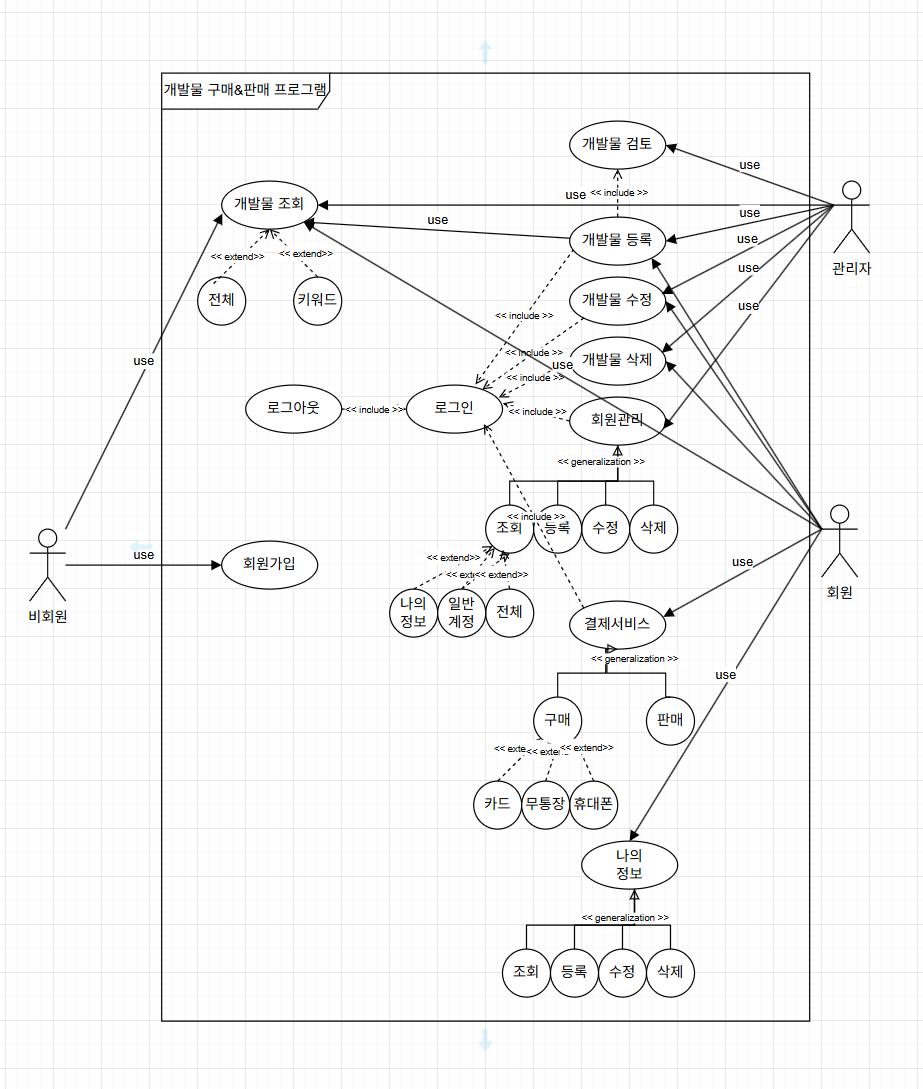 개발물 구매&판매 프로그램
개발물 검토
use
<< include >>
use
개발물 조회
use
use
개발물 등록
use
관리자
<< extend>>
<< extend>>
use
전체
키워드
개발물 수정
use
<< include >>
<< include >>
use
개발물 삭제
use
<< include >>
로그아웃
<< include >>
로그인
<< include >>
회원관리
<< generalization >>
<< include >>
조회
등록
수정
삭제
회원
비회원
use
회원가입
<< extend>>
<< extend>>
use
나의
정보
일반
계정
전체
결제서비스
<< generalization >>
use
구매
판매
<< exte
<< exten
<< extend>>
카드
무통장
휴대폰
나의
정보
<< generalization >>
조회
등록
수정
삭제